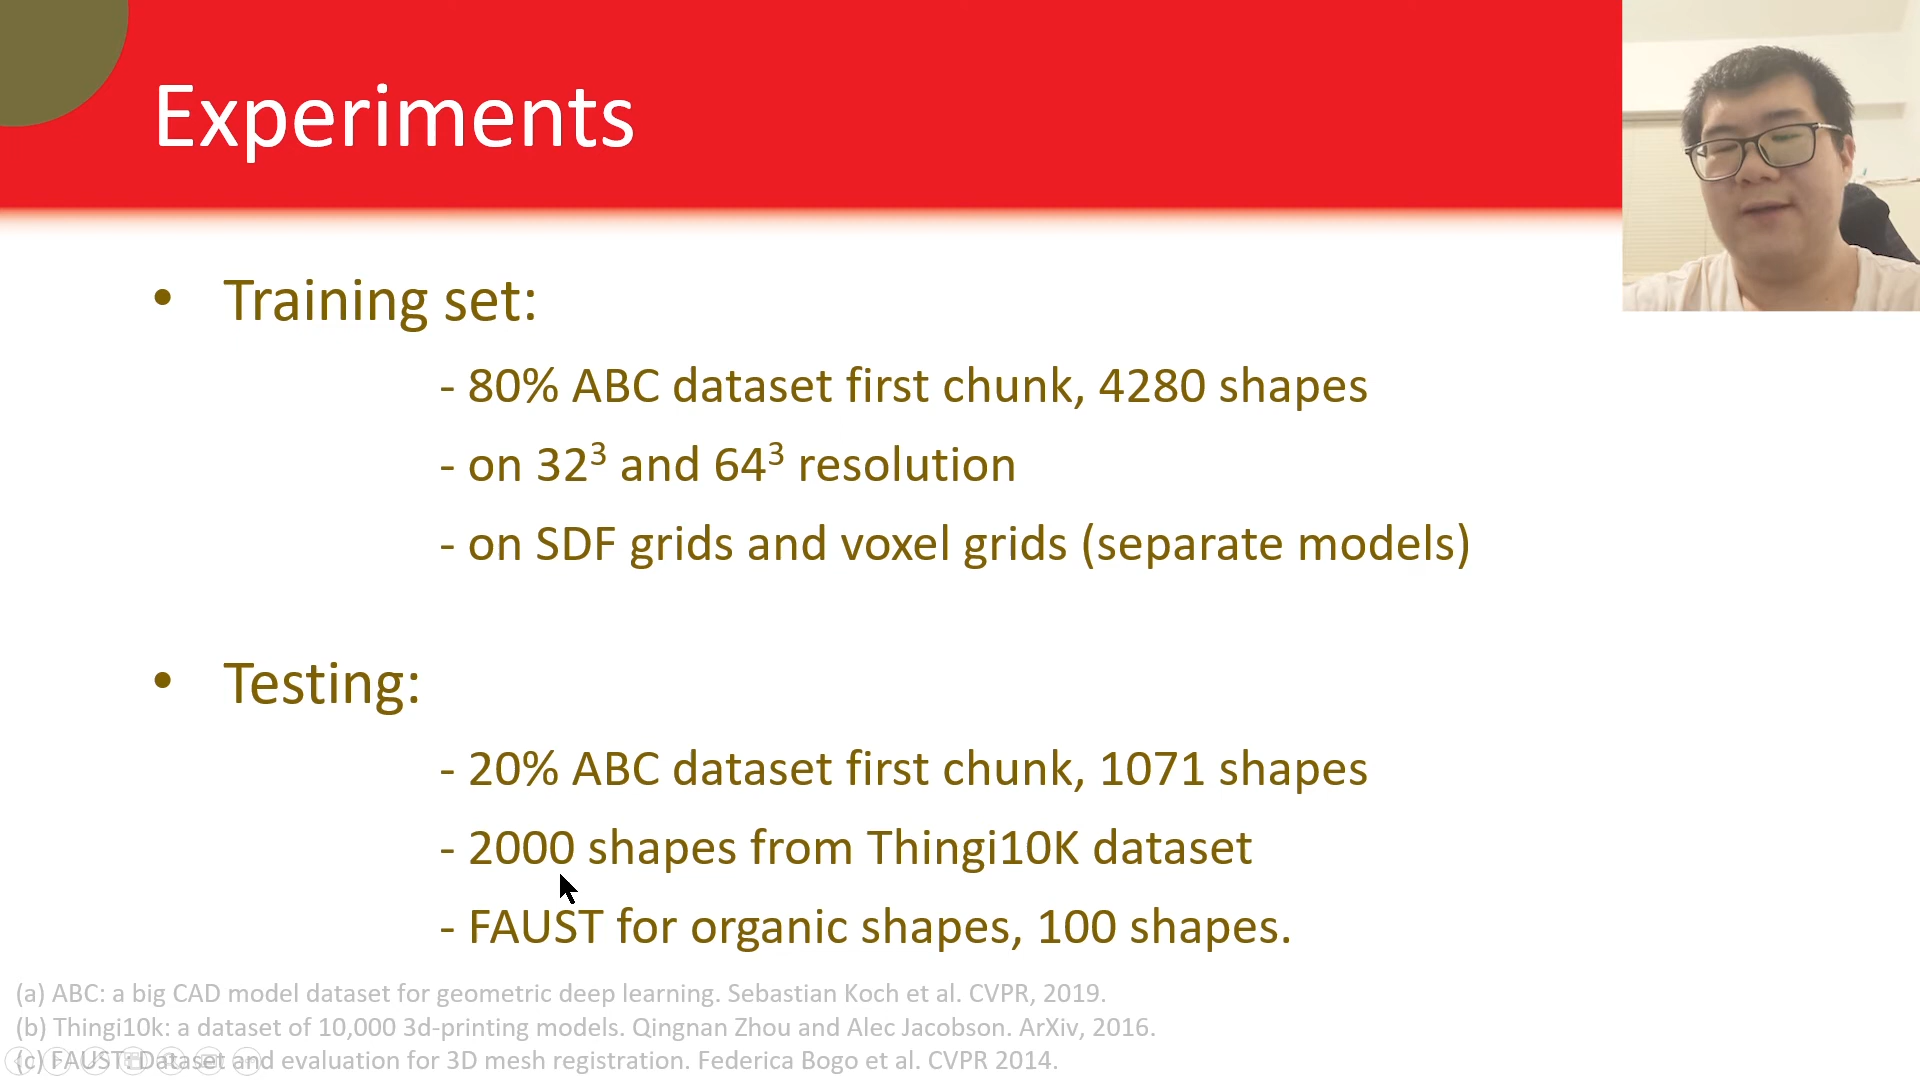 Experiments
• Training set:
- 80% ABC dataset first chunk, 4280 shapes
- on 32³ and 64³ resolution
- on SDF grids and voxel grids (separate models)
• Testing:
- 20% ABC dataset first chunk, 1071 shapes
- 2000 shapes from Thingi10K dataset
- FAUST for organic shapes, 100 shapes.
(a) ABC: a big CAD model dataset for geometric deep learning. Sebastian Koch et al. CVPR, 2019.
(b) Thingi10k: a dataset of 10,000 3d-printing models. Qingnan Zhou and Alec Jacobson. ArXiv, 2016.
(c) FAUST: Dataset and evaluation for 3D mesh registration. Federica Bogo et al. CVPR 2014.